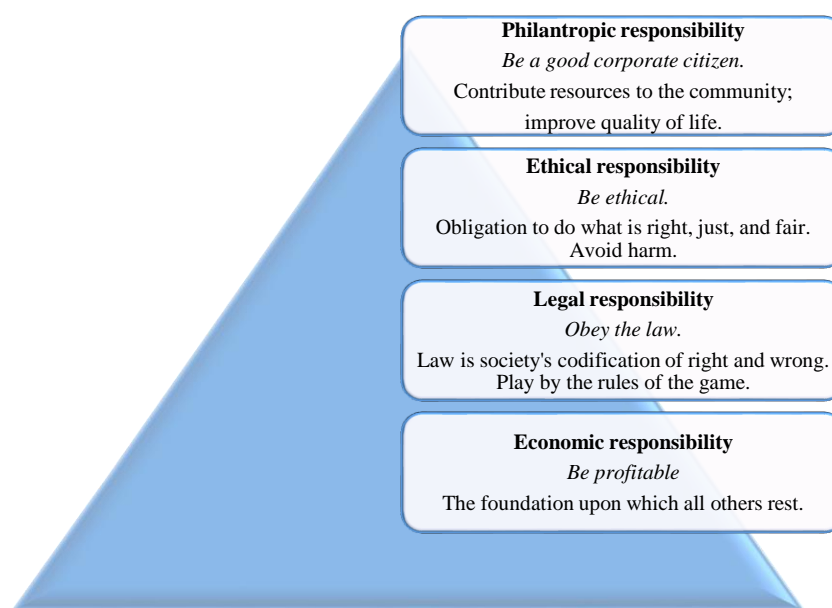 Philantropic responsibility
Be a good corporate citizen.
Contribute resources to the community;
improve quality of life.
Ethical responsibility
Be ethical.
Obligation to do what is right, just, and fair.
Avoid harm.
Legal responsibility
Obey the law.
Law is society's codification of right and wrong.
Play by the rules of the game.
Economic responsibility
Be profitable
The foundation upon which all others rest.